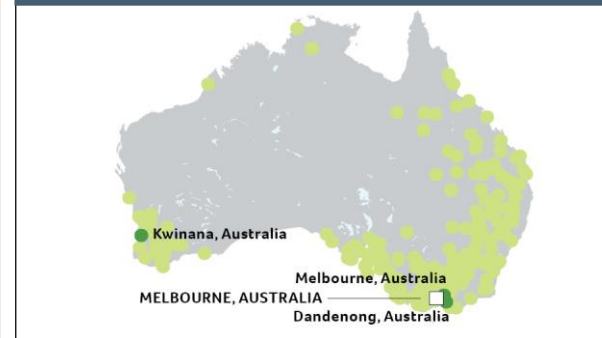 Kwinana, Australia
Melbourne, Australia
MELBOURNE, AUSTRALIA
Dandenong, Australia